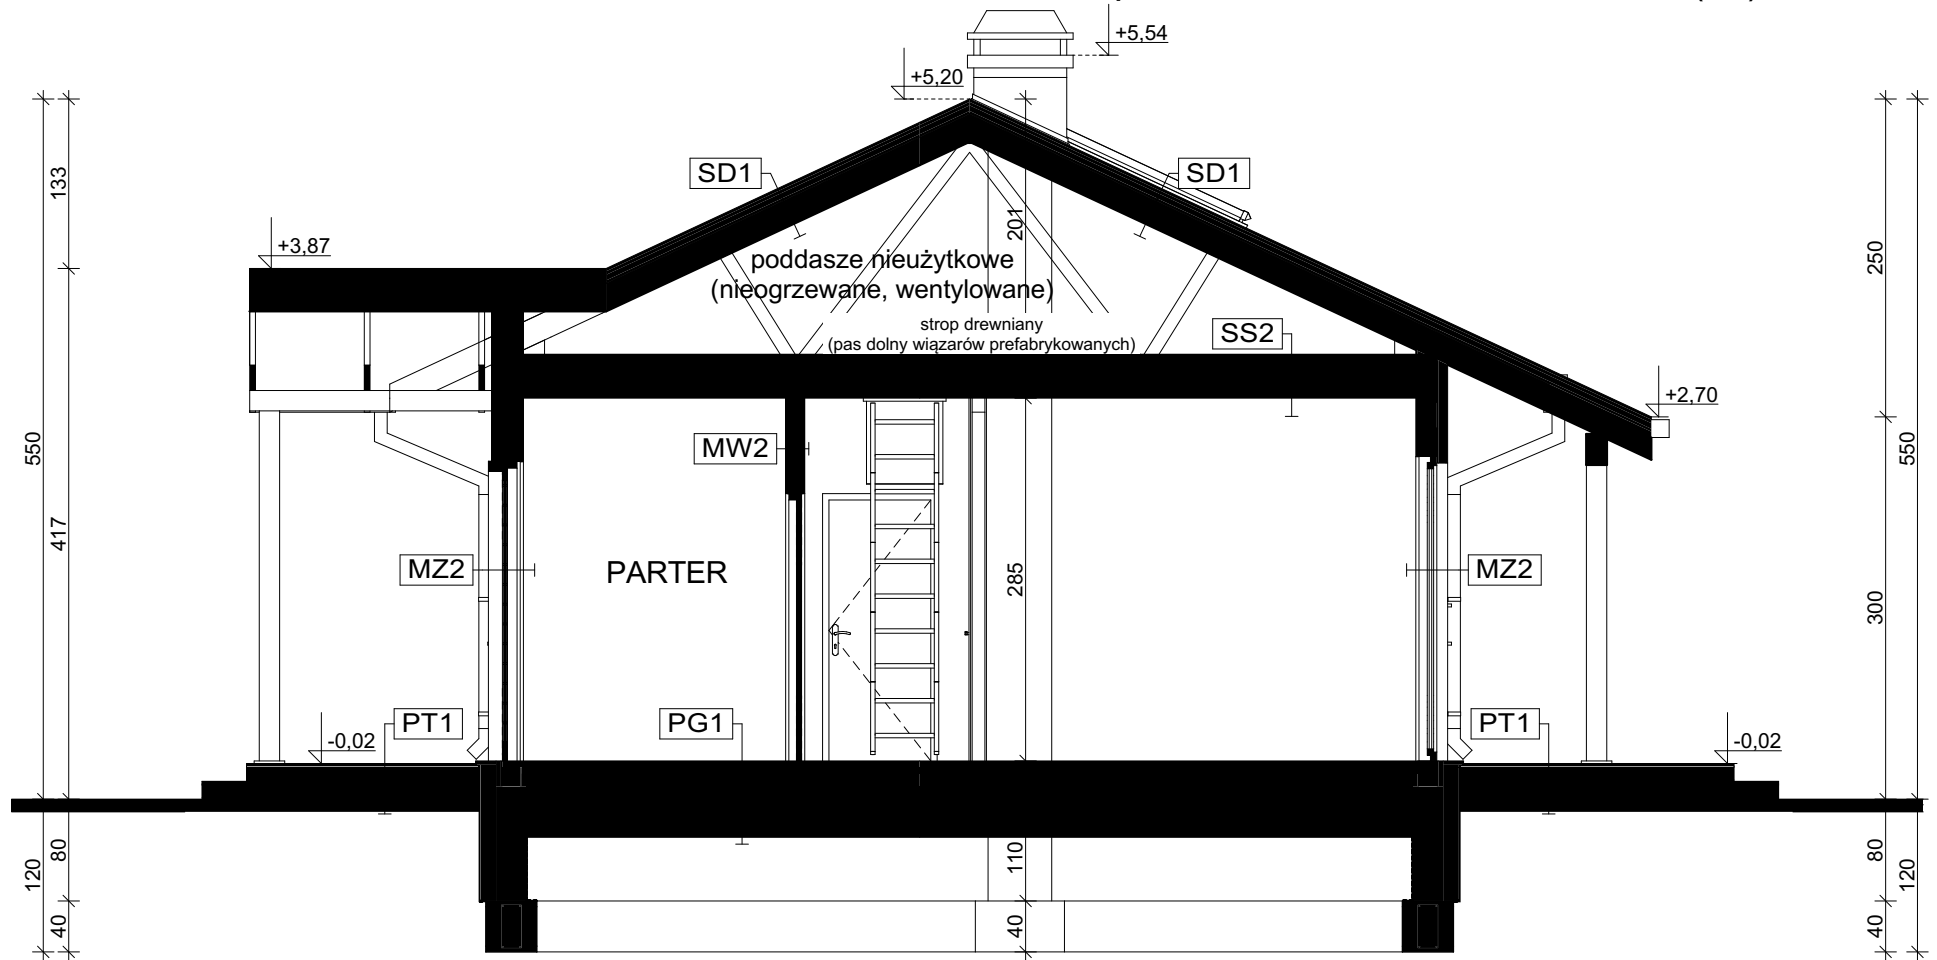 +5,54
+5,20
SD1
SD1
133
201
250
+3,87
poddasze nieużytkowe
(nieogrzewane, wentylowane)
strop drewniany
(pas dolny wiązarów prefabrykowanych)
SS2
+2,70
550
MW2
550
417
MZ2
PARTER
285
MZ2
300
PT1
PG1
PT1
-0,02
-0,02
120
80
110
80
120
40
40
40